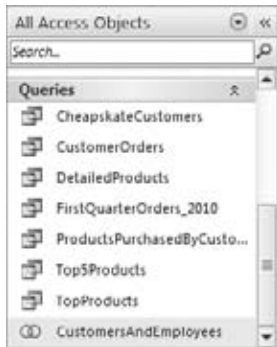 All Access Objects
Search...
Queries
CheapskateCustomers
CustomerOrders
DetailedProducts
FirstQuarterOrders_2010
ProductsPurchasedByCusto...
Top5Products
TopProducts
CustomersAndEmployees